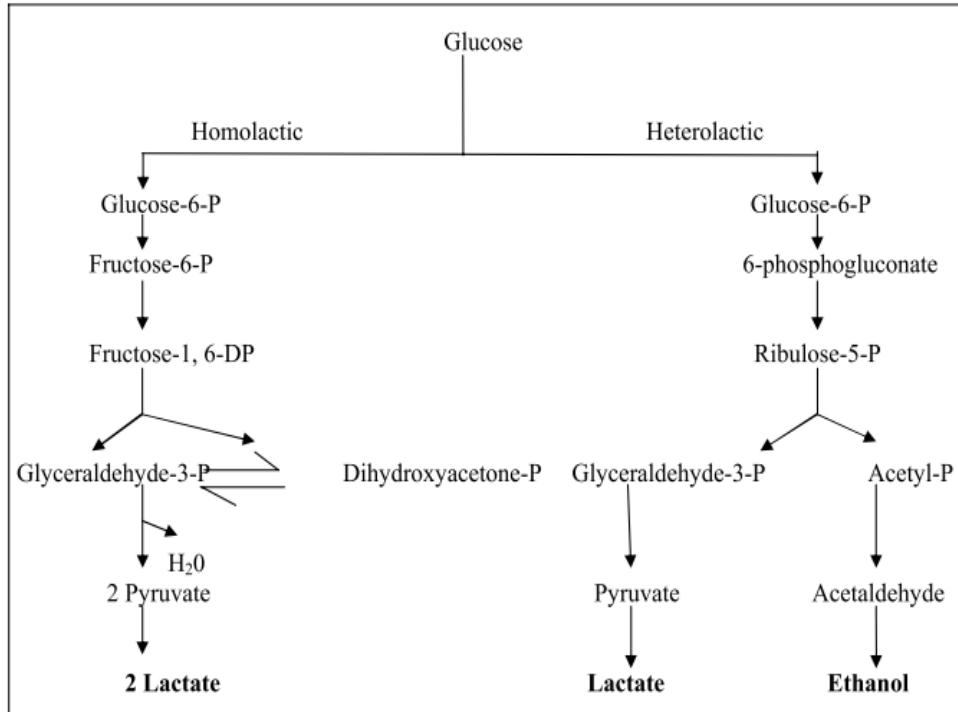 Glucose
Homolactic
Heterolactic
Glucose-6-P
Glucose-6-P
Fructose-6-P
6-phosphogluconate
Fructose-1, 6-DP
Ribulose-5-P
Glyceraldehyde-3-P
Dihydroxyacetone-P
Glyceraldehyde-3-P
Acetyl-P
H₂0
2 Pyruvate
Pyruvate
Acetaldehyde
2 Lactate
Lactate
Ethanol